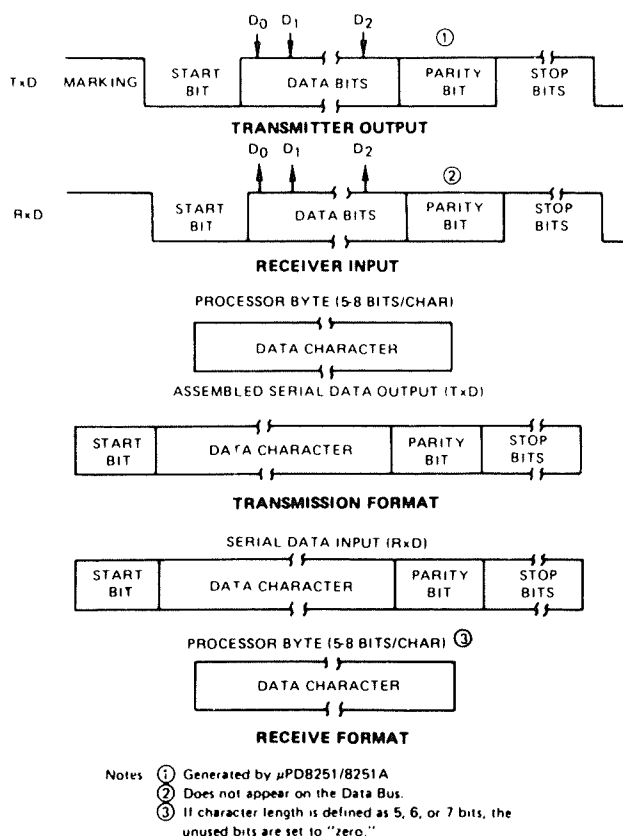 D0 D1 D2 ①
TxD MARKING START BIT DATA BITS PARITY BIT STOP BITS
TRANSMITTER OUTPUT
D0 D1 D2 ②
RxD START BIT DATA BITS PARITY BIT STOP BITS
RECEIVER INPUT
PROCESSOR BYTE (5-8 BITS/CHAR)
DATA CHARACTER
ASSEMBLED SERIAL DATA OUTPUT (TxD)
START BIT DATA CHARACTER PARITY BIT STOP BITS
TRANSMISSION FORMAT
SERIAL DATA INPUT (RxD)
START BIT DATA CHARACTER PARITY BIT STOP BITS
PROCESSOR BYTE (5-8 BITS/CHAR) ③
DATA CHARACTER
RECEIVE FORMAT
Notes ① Generated by µPD8251/8251A
② Does not appear on the Data Bus.
③ If character length is defined as 5, 6, or 7 bits, the
unused bits are set to "zero."